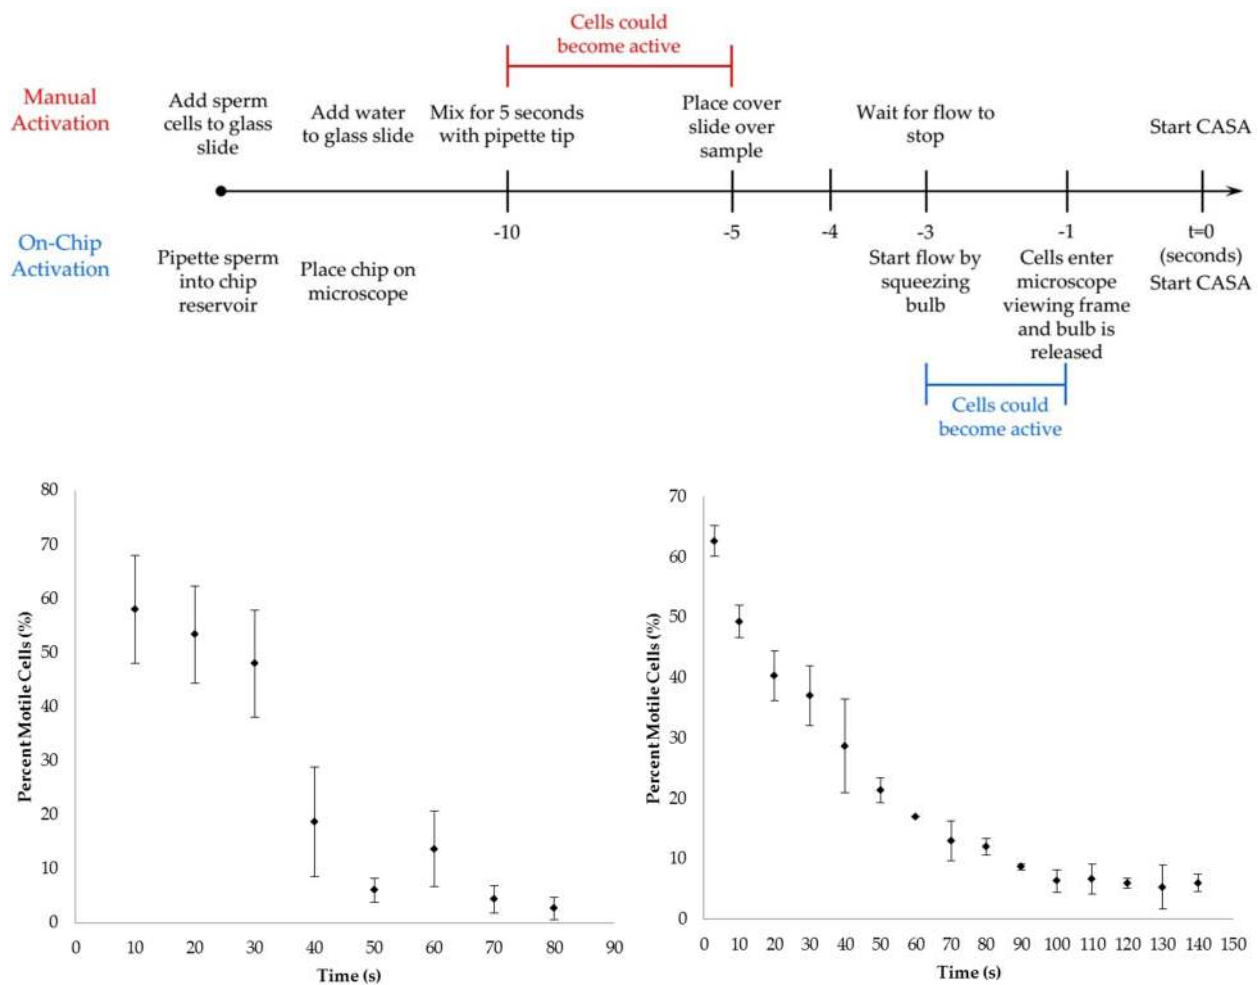 Cells could
become active
Manual
Activation
Add sperm
cells to glass
slide
Add water
to glass slide
Mix for 5 seconds
with pipette tip
Place cover
slide over
sample
Wait for flow to
stop
Start CASA
-10
-5
-4
-3
-1
t=0
(seconds)
On-Chip
Activation
Pipette sperm
into chip
reservoir
Place chip on
microscope
Start flow by
squeezing
bulb
Cells enter
microscope
viewing frame
and bulb is
released
Start CASA
Cells could
become active
80
70
60
50
40
30
20
10
0
Percent Motile Cells (%)
0 10 20 30 40 50 60 70 80 90
Time (s)
70
60
50
40
30
20
10
0
Percent Motile Cells (%)
0 10 20 30 40 50 60 70 80 90 100 110 120 130 140 150
Time (s)